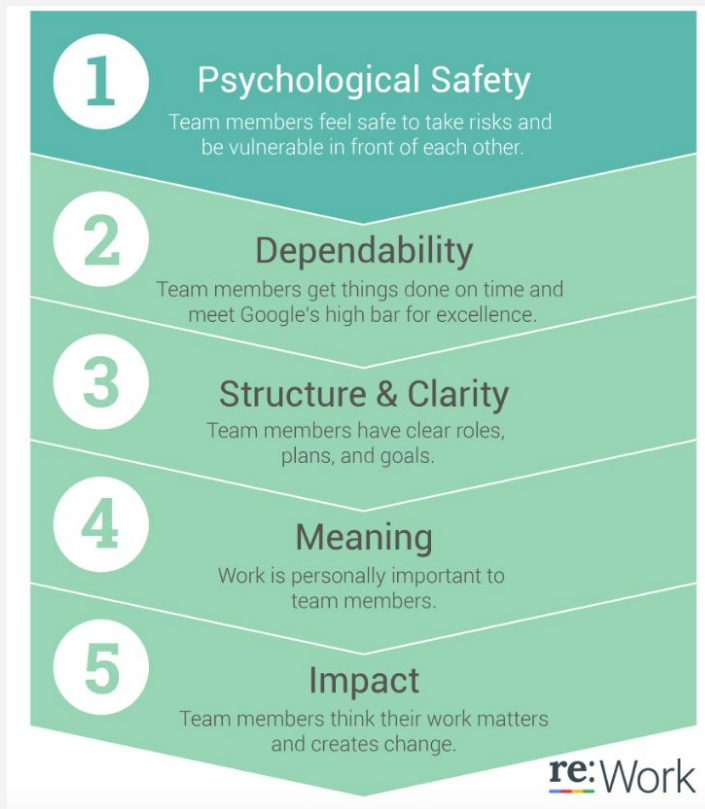 1
Psychological Safety
Team members feel safe to take risks and
be vulnerable in front of each other.
2
Dependability
Team members get things done on time and
meet Google's high bar for excellence.
3
Structure & Clarity
Team members have clear roles,
plans, and goals.
4
Meaning
Work is personally important to
team members.
5
Impact
Team members think their work matters
and creates change.
re:Work